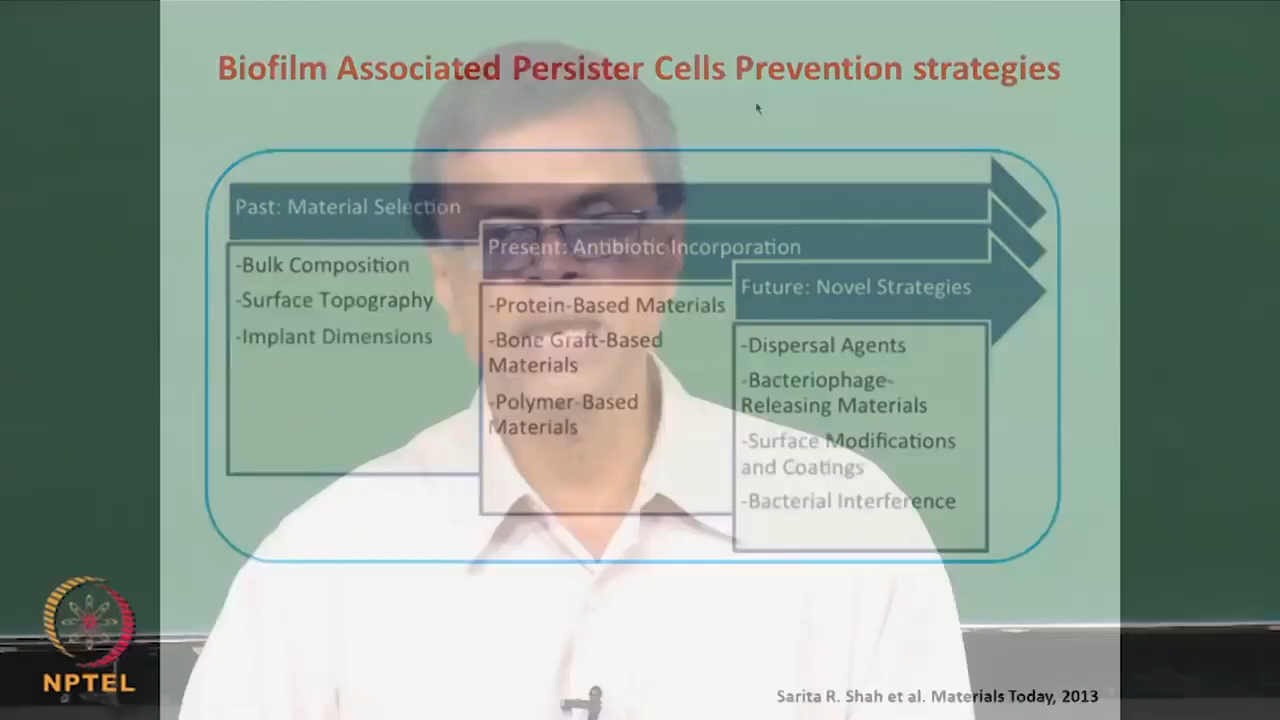 Biofilm Associated Persister Cells Prevention strategies
Past: Material Selection
-Bulk Composition
-Surface Topography
-Implant Dimensions
Present: Antibiotic Incorporation
-Protein-Based Materials
-Bone Graft-Based
Materials
-Polymer-Based
Materials
Future: Novel Strategies
-Dispersal Agents
-Bacteriophage-
Releasing Materials
-Surface Modifications
and Coatings
-Bacterial Interference
NPTEL
Sarita R. Shah et al. Materials Today, 2013